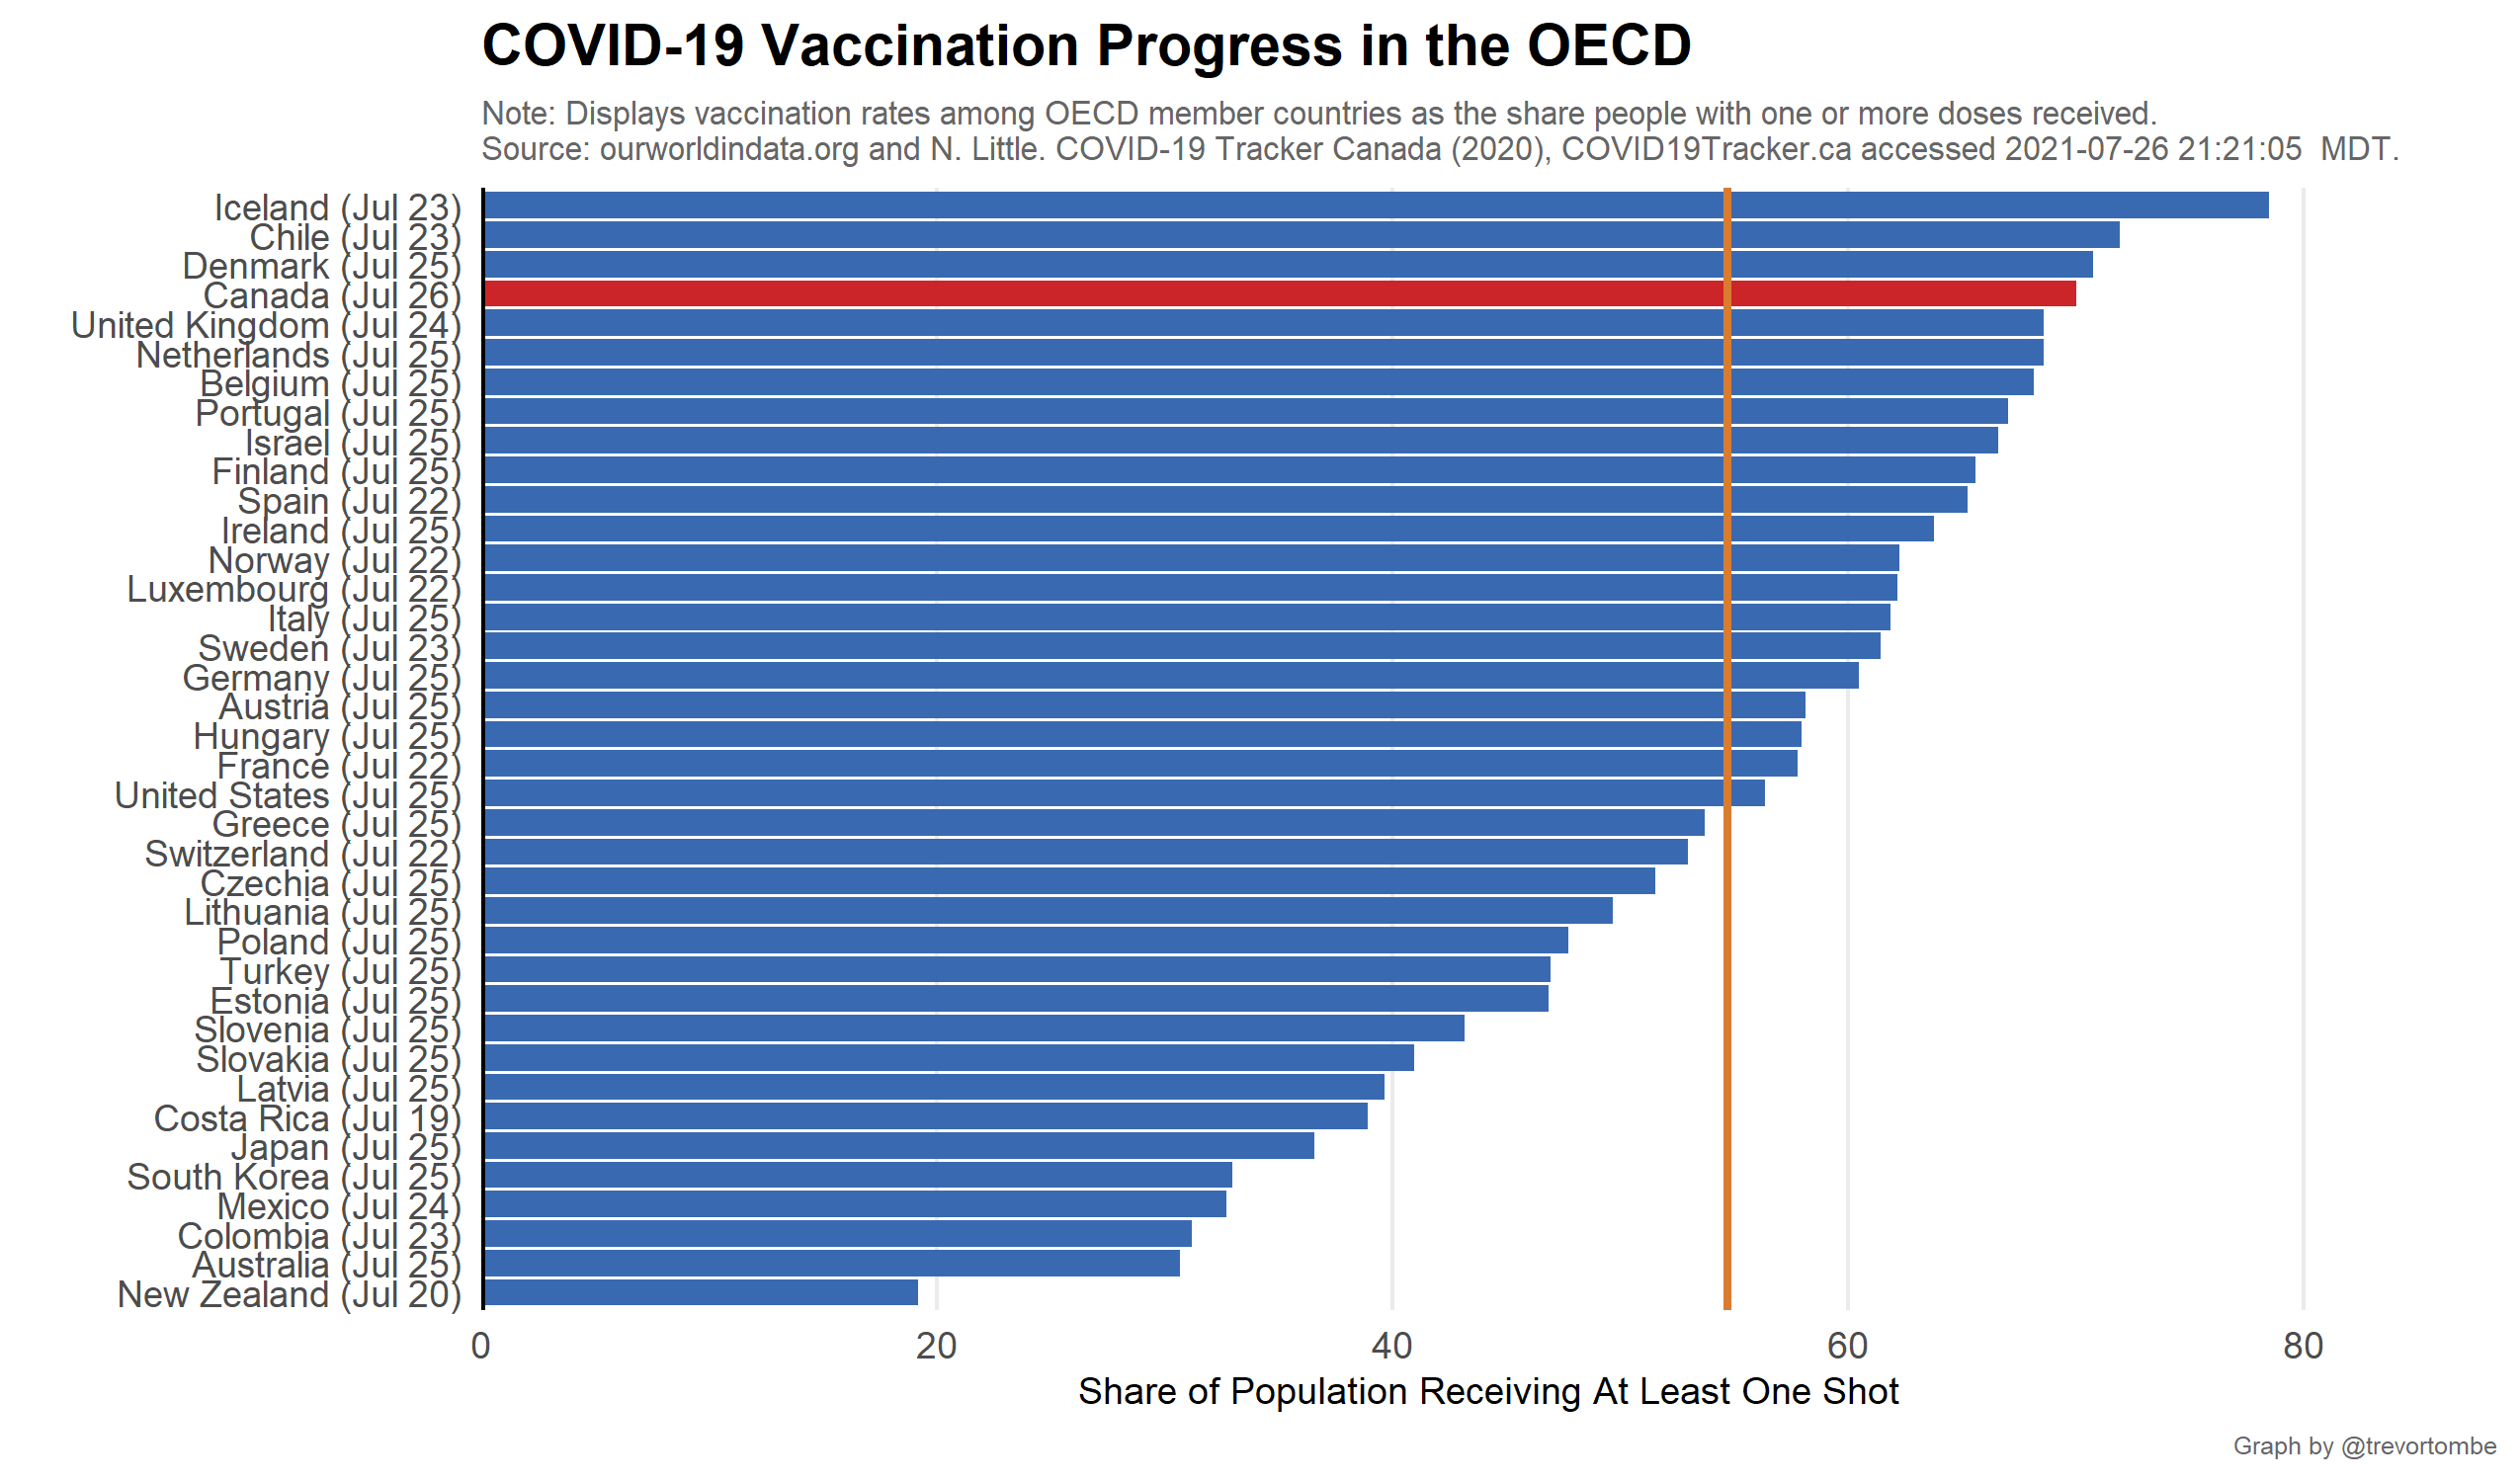 COVID-19 Vaccination Progress in the OECD
Note: Displays vaccination rates among OECD member countries as the share people with one or more doses received.
Source: ourworldindata.org and N. Little. COVID-19 Tracker Canada (2020), COVID19Tracker.ca accessed 2021-07-26 21:21:05  MDT.
Iceland (Jul 23)
Chile (Jul 23)
Denmark (Jul 25)
Canada (Jul 26)
United Kingdom (Jul 24)
Netherlands (Jul 25)
Belgium (Jul 25)
Portugal (Jul 25)
Israel (Jul 25)
Finland (Jul 25)
Spain (Jul 22)
Ireland (Jul 25)
Norway (Jul 22)
Luxembourg (Jul 22)
Italy (Jul 25)
Sweden (Jul 23)
Germany (Jul 25)
Austria (Jul 25)
Hungary (Jul 25)
France (Jul 22)
United States (Jul 25)
Greece (Jul 25)
Switzerland (Jul 22)
Czechia (Jul 25)
Lithuania (Jul 25)
Poland (Jul 25)
Turkey (Jul 25)
Estonia (Jul 25)
Slovenia (Jul 25)
Slovakia (Jul 25)
Latvia (Jul 25)
Costa Rica (Jul 19)
Japan (Jul 25)
South Korea (Jul 25)
Mexico (Jul 24)
Colombia (Jul 23)
Australia (Jul 25)
New Zealand (Jul 20)
0 20 40 60 80
Share of Population Receiving At Least One Shot
Graph by @trevortombe